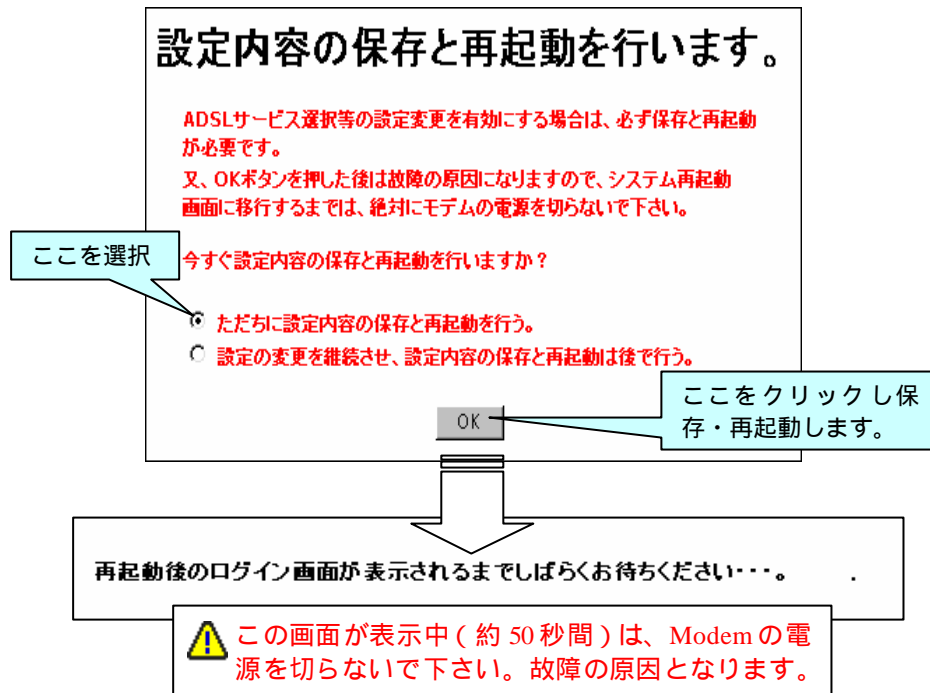 設定内容の保存と再起動を行います。
ADSLサービス選択等の設定変更を有効にする場合は、必ず保存と再起動
が必要です。
又、OKボタンを押した後は故障の原因になりますので、システム再起動
画面に移行するまでは、絶対にモデムの電源を切らないで下さい。
ここを選択
今すぐ設定内容の保存と再起動を行いますか？
ただちに設定内容の保存と再起動を行う。
設定の変更を継続させ、設定内容の保存と再起動は後で行う。
ここをクリックし保
存・再起動します。
OK
再起動後のログイン画面が表示されるまでしばらくお待ちください・・・。 .
この画面が表示中（約 50 秒間）は、Modem の電
源を切らないで下さい。故障の原因となります。